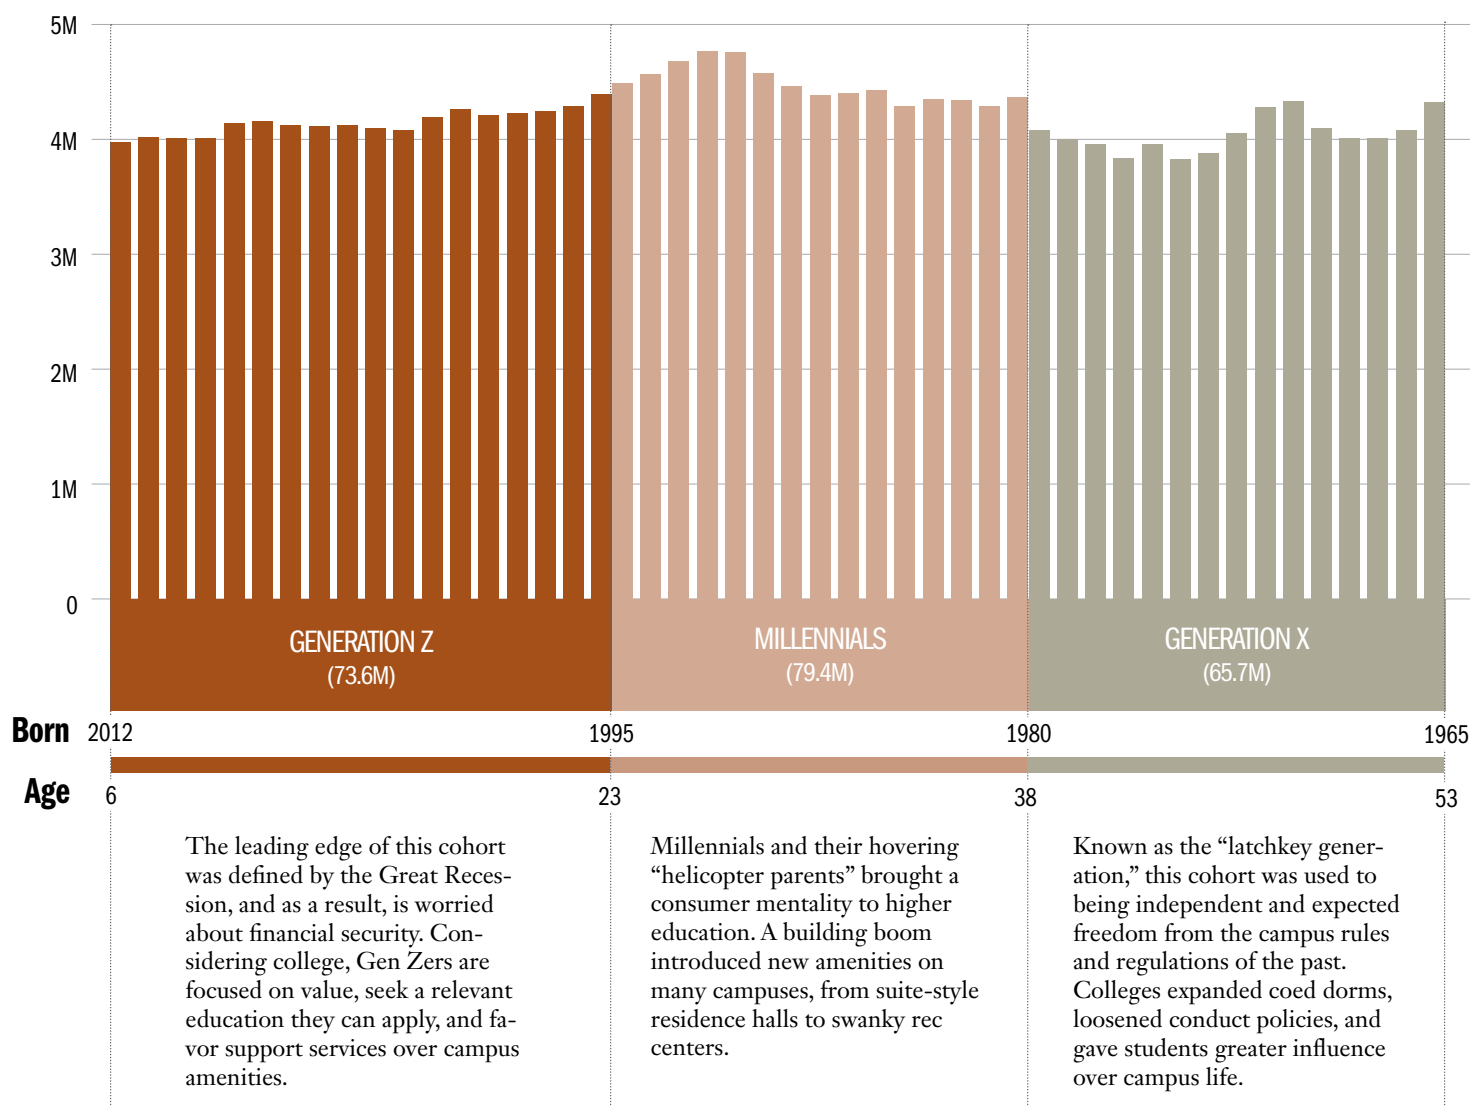 5M
4M
3M
2M
1M
0
GENERATION Z
(73.6M)
MILLENNIALS
(79.4M)
GENERATION X
(65.7M)
Born 2012 1995 1980 1965
Age 6 23 38 53
The leading edge of this cohort
was defined by the Great Reces-
sion, and as a result, is worried
about financial security. Con-
sidering college, Gen Zers are
focused on value, seek a relevant
education they can apply, and fa-
vor support services over campus
amenities.
Millennials and their hovering
“helicopter parents” brought a
consumer mentality to higher
education. A building boom
introduced new amenities on
many campuses, from suite-style
residence halls to swanky rec
centers.
Known as the “latchkey gener-
ation,” this cohort was used to
being independent and expected
freedom from the campus rules
and regulations of the past.
Colleges expanded coed dorms,
loosened conduct policies, and
gave students greater influence
over campus life.